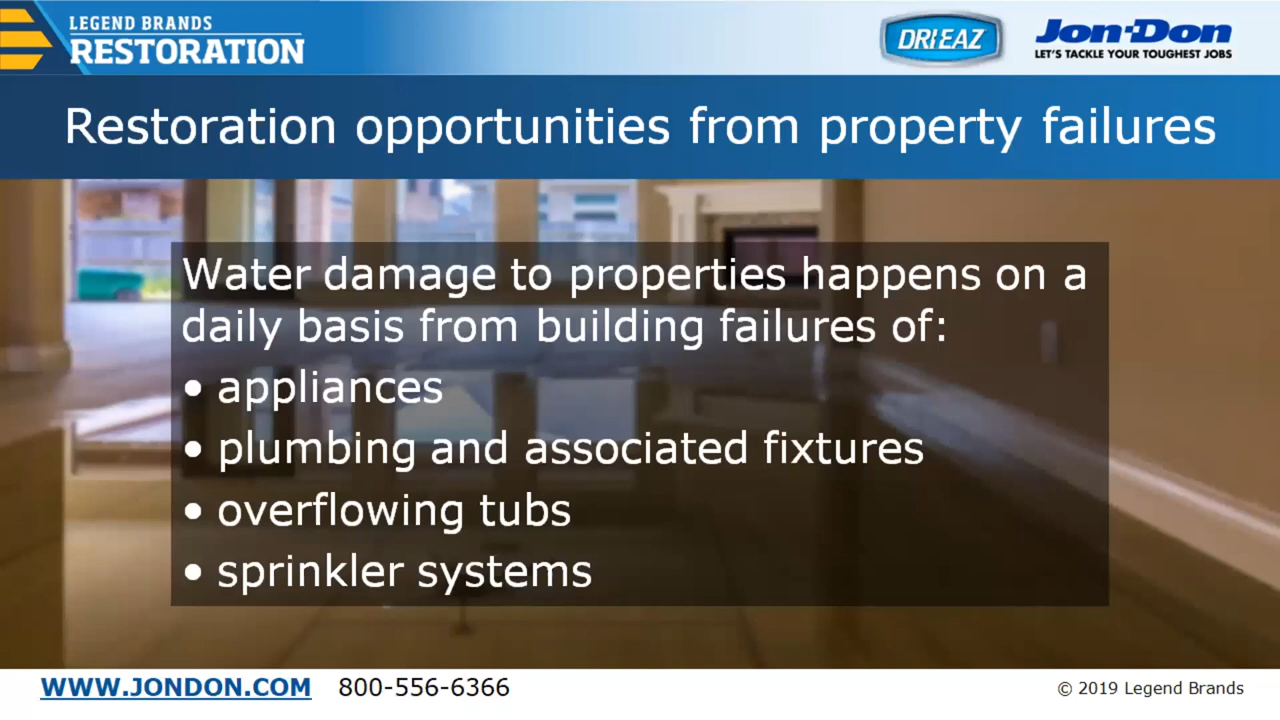 LEGEND BRANDS
RESTORATION
DRIEAZ
Jon-Don
LET'S TACKLE YOUR TOUGHEST JOBS
Restoration opportunities from property failures
Water damage to properties happens on a
daily basis from building failures of:
• appliances
• plumbing and associated fixtures
• overflowing tubs
• sprinkler systems
WWW.JONDON.COM 800-556-6366
© 2019 Legend Brands